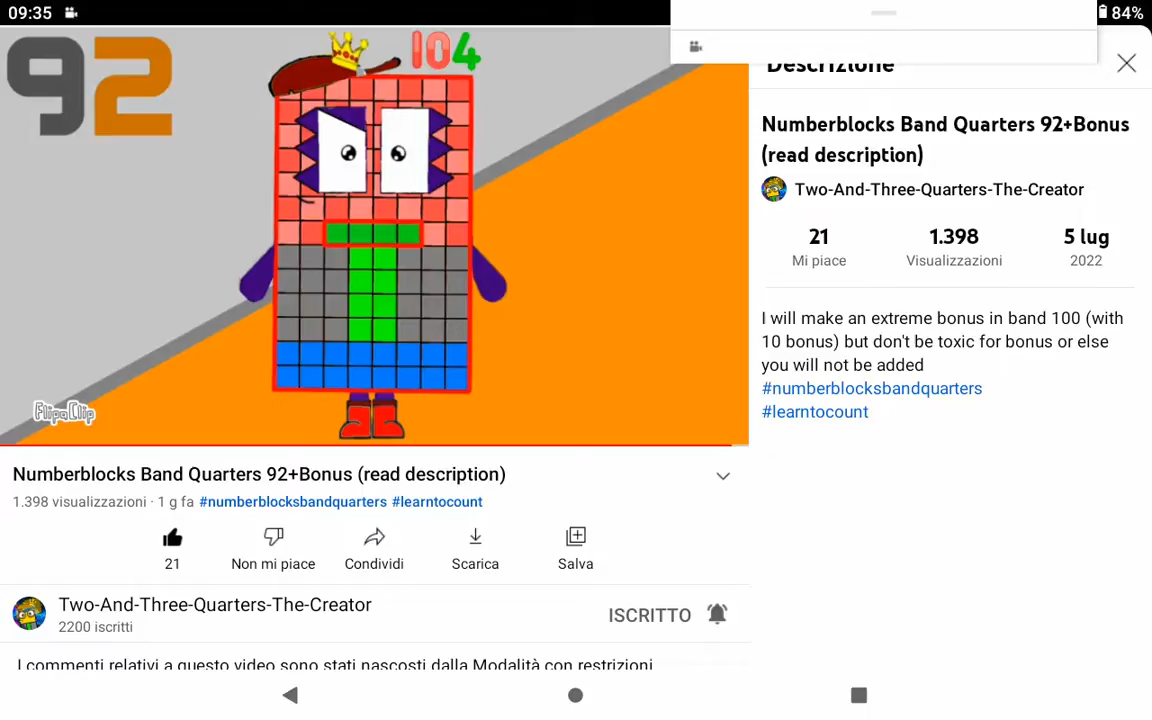 09:35
84%
92
104
FlipaClip
Descrizione
Numberblocks Band Quarters 92+Bonus
(read description)
Two-And-Three-Quarters-The-Creator
21
1.398
5 lug
Mi piace
Visualizzazioni
2022
I will make an extreme bonus in band 100 (with
10 bonus) but don't be toxic for bonus or else
you will not be added
#numberblocksbandquarters
#learntocount
Numberblocks Band Quarters 92+Bonus (read description)
1.398 visualizzazioni · 1 g fa #numberblocksbandquarters #learntocount
21
Non mi piace
Condividi
Scarica
Salva
Two-And-Three-Quarters-The-Creator
2200 iscritti
ISCRITTO
I commenti relativi a questo video sono stati nascosti dalla Modalità con restrizioni